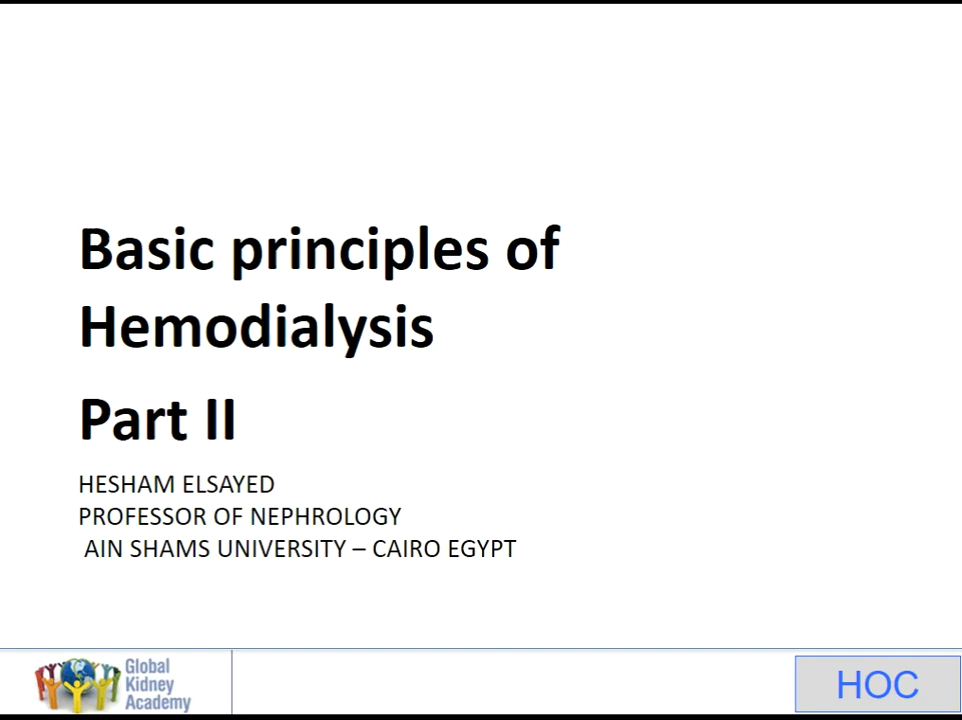 Basic principles of
Hemodialysis
Part II
HESHAM ELSAYED
PROFESSOR OF NEPHROLOGY
AIN SHAMS UNIVERSITY – CAIRO EGYPT
Global
Kidney
Academy
HOC